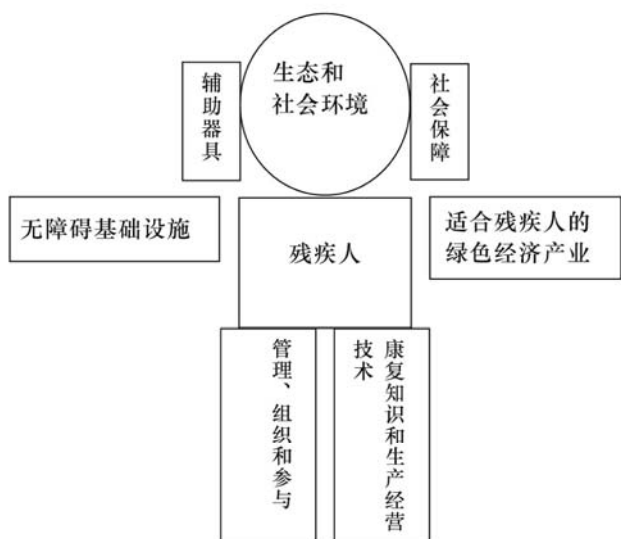 生态和
社会环境
辅助器具
社会保障
无障碍基础设施
残疾人
适合残疾人的
绿色经济产业
管理、组织和参与
康复知识和生产经营
技术